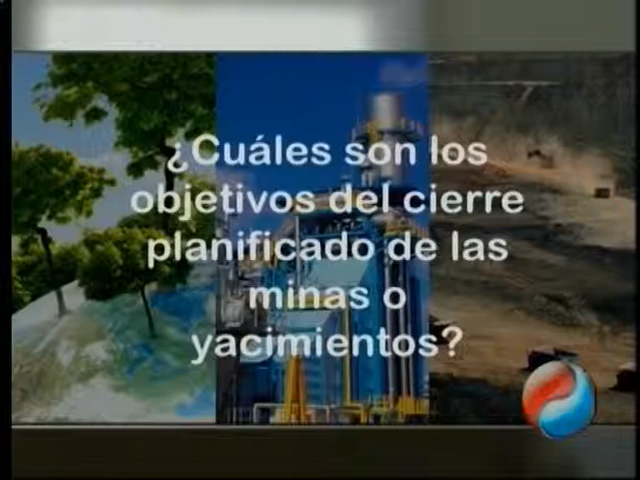 ¿Cuáles son los
objetivos del cierre
planificado de las
minas o
yacimientos?